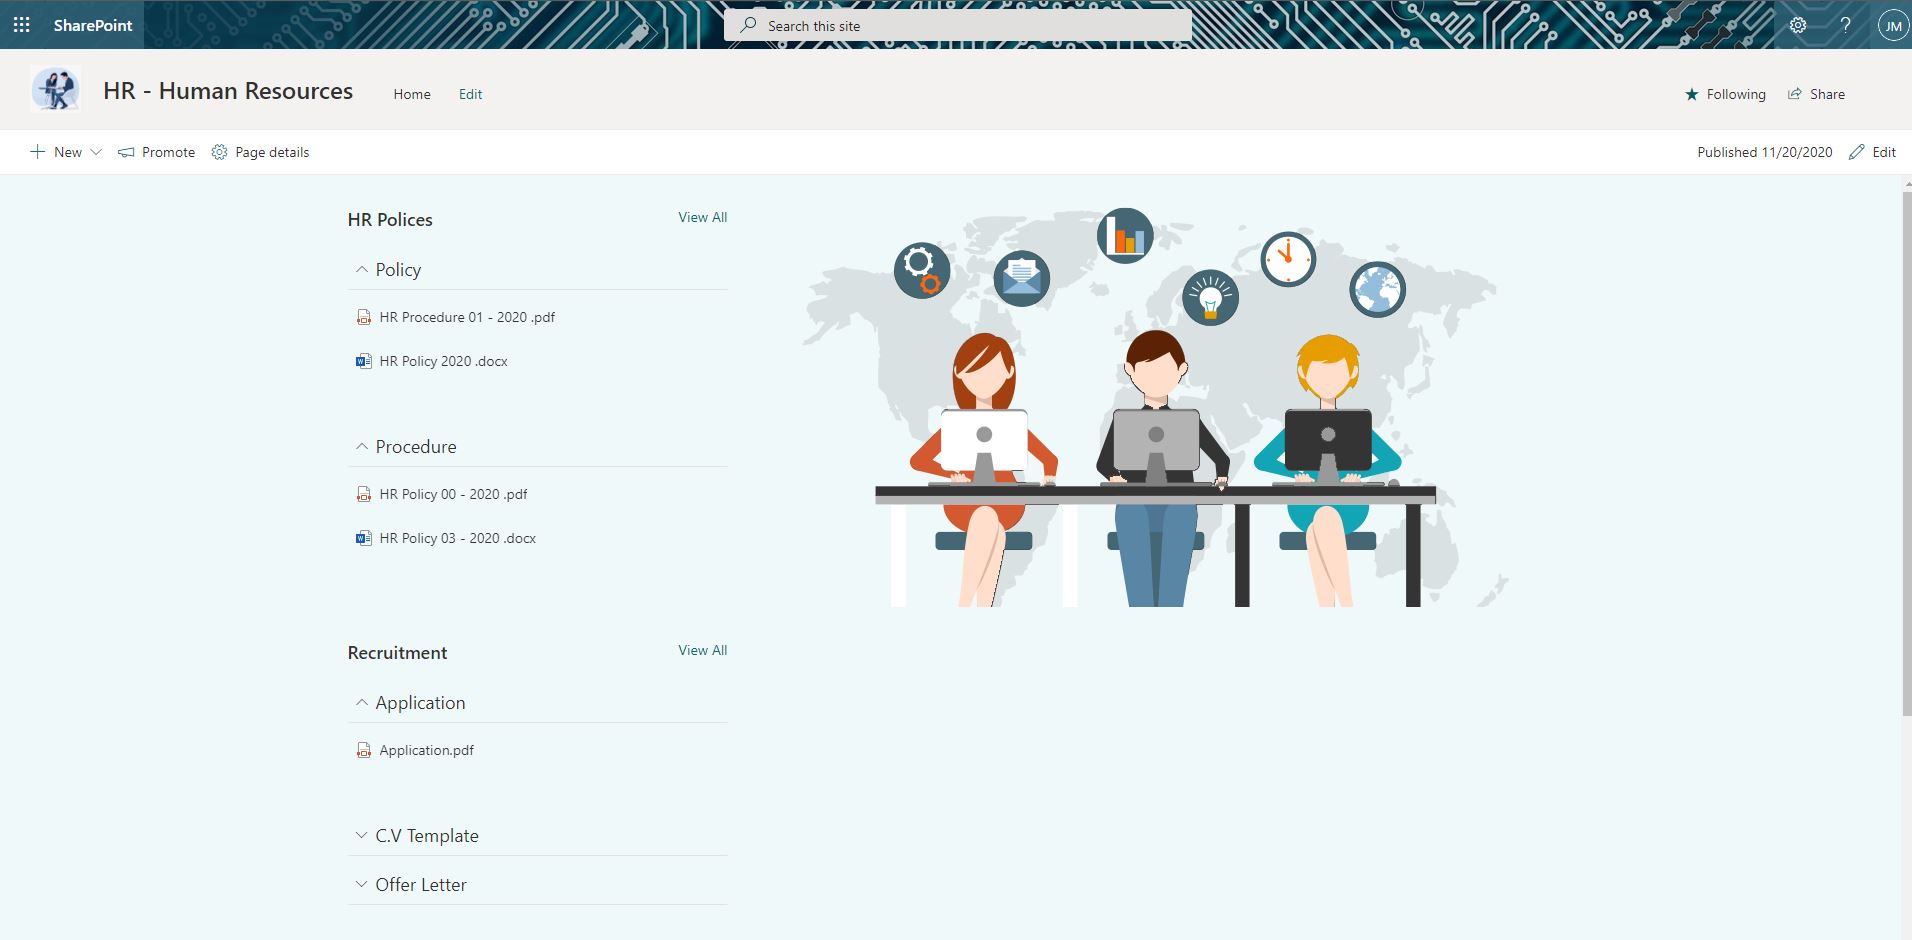 SharePoint
Search this site
?
JM
HR - Human Resources
Home
Edit
Following
Share
New
Promote
Page details
Published 11/20/2020
Edit
HR Polices
View All
Policy
HR Procedure 01 - 2020 .pdf
HR Policy 2020 .docx
Procedure
HR Policy 00 - 2020 .pdf
HR Policy 03 - 2020 .docx
Recruitment
View All
Application
Application.pdf
C.V Template
Offer Letter